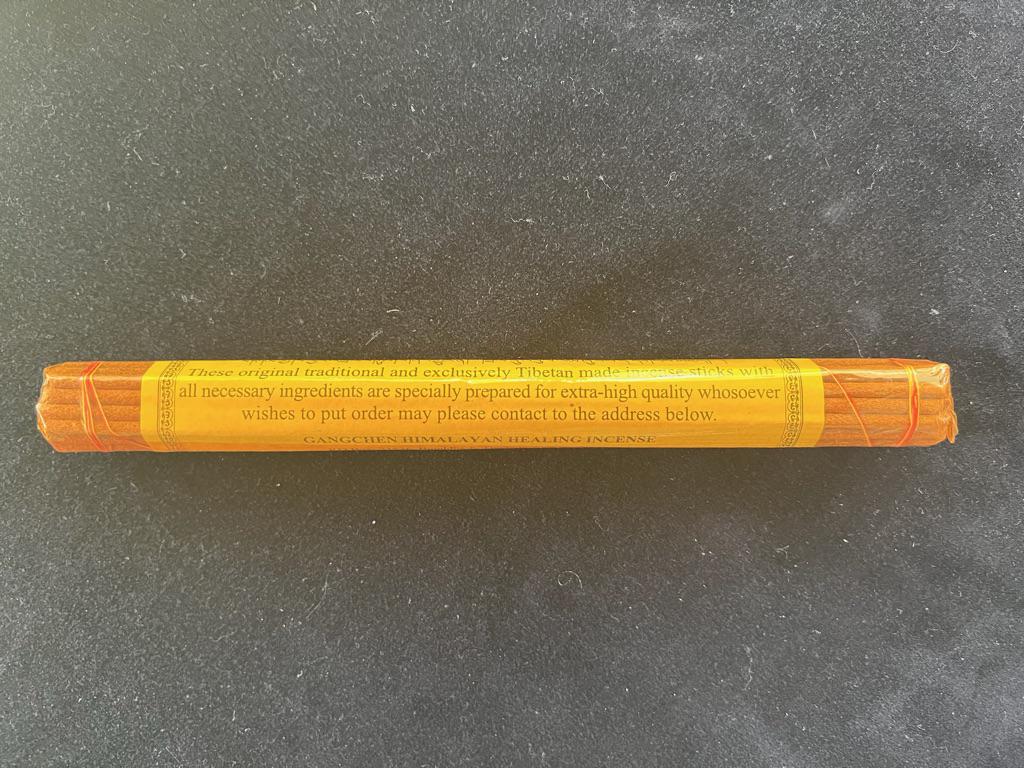 These original traditional and exclusively Tibetan made incense sticks with
all necessary ingredients are specially prepared for extra-high quality whosoever
wishes to put order may please contact to the address below.
GANGCHEN HIMALAYAN HEALING INCENSE